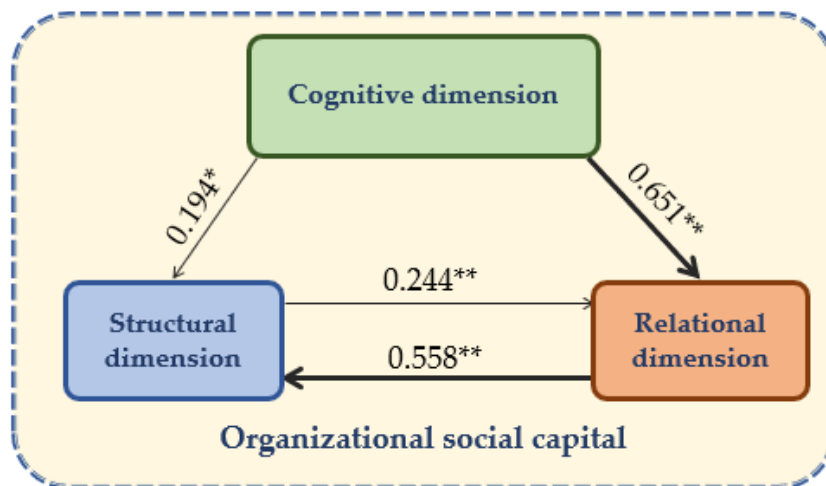 Cognitive dimension
0.194*
0.651**
0.244**
Structural
dimension
Relational
dimension
0.558**
Organizational social capital